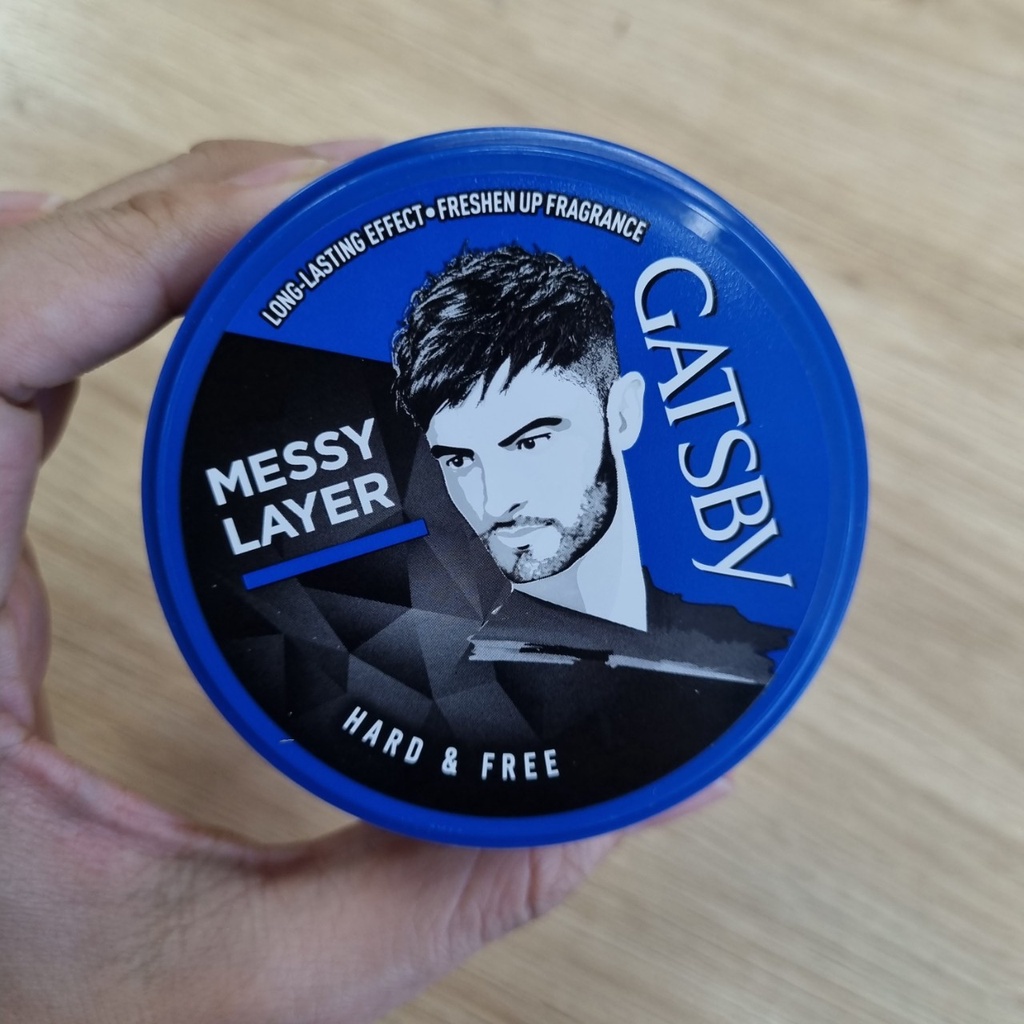 LONG-LASTING EFFECT • FRESHEN UP FRAGRANCE
GATSBY
MESSY
LAYER
HARD & FREE